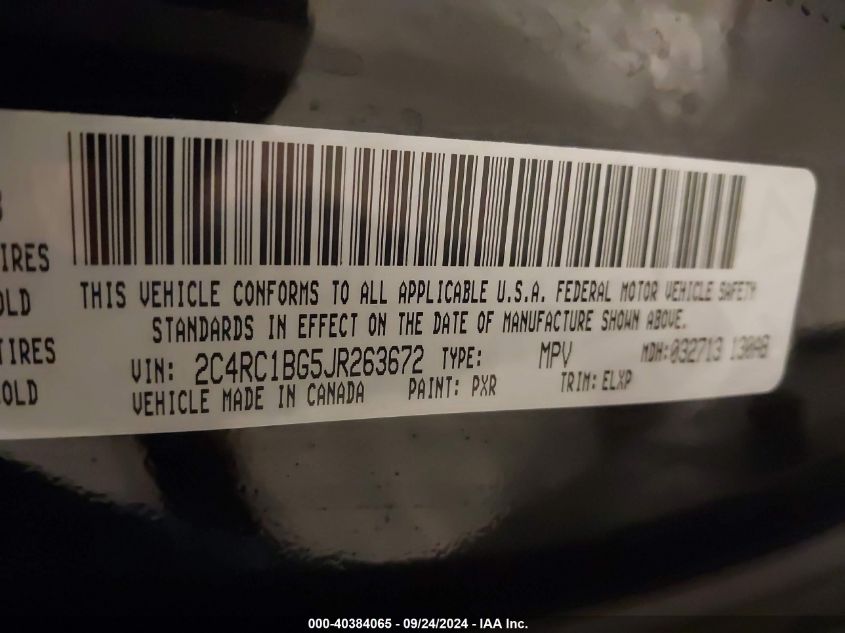 IRES
OLD
TIRES
OLD
THIS VEHICLE CONFORMS TO ALL APPLICABLE U.S.A. FEDERAL MOTOR VEHICLE SAFETY
STANDARDS IN EFFECT ON THE DATE OF MANUFACTURE SHOWN ABOVE.
VIN: 2C4RC1BG5JR263672 TYPE: MPV MDH: 032713 130AB
VEHICLE MADE IN CANADA PAINT: PXR TRIM: ELXP
000-40384065 - 09/24/2024 - IAA Inc.